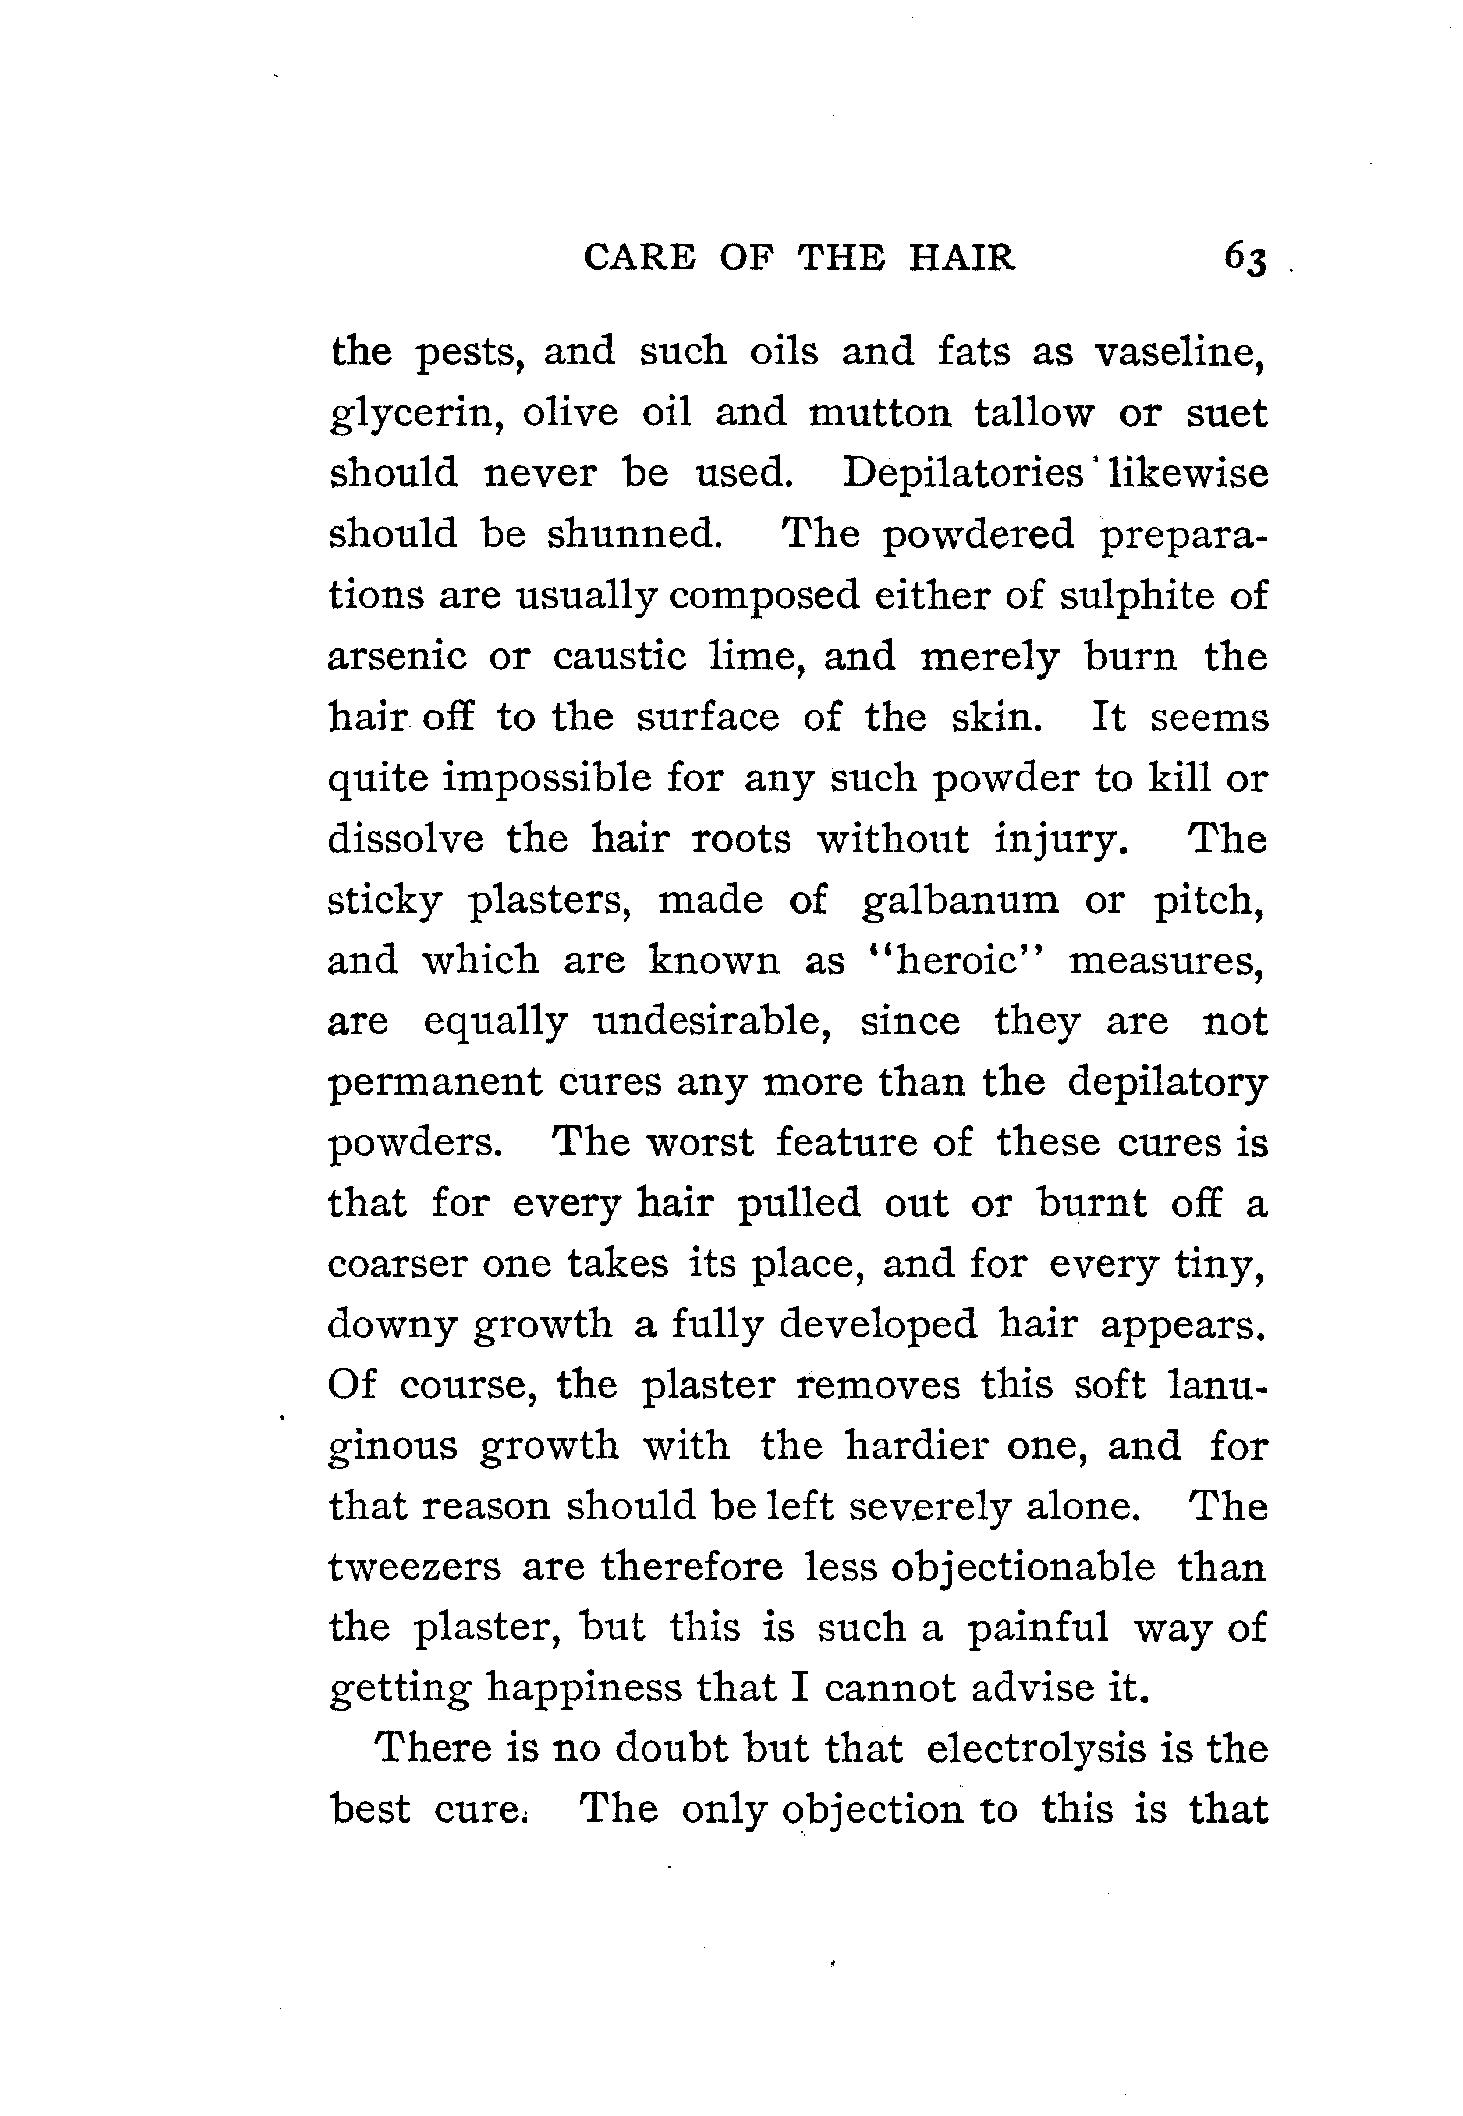 CARE OF THE HAIR 63
the pests, and such oils and fats as vaseline,
glycerin, olive oil and mutton tallow or suet
should never be used. Depilatories likewise
should be shunned. The powdered prepara-
tions are usually composed either of sulphite of
arsenic or caustic lime, and merely burn the
hair off to the surface of the skin. It seems
quite impossible for any such powder to kill or
dissolve the hair roots without injury. The
sticky plasters, made of galbanum or pitch,
and which are known as "heroic" measures,
are equally undesirable, since they are not
permanent cures any more than the depilatory
powders. The worst feature of these cures is
that for every hair pulled out or burnt off a
coarser one takes its place, and for every tiny,
downy growth a fully developed hair appears.
Of course, the plaster removes this soft lanu-
ginous growth with the hardier one, and for
that reason should be left severely alone. The
tweezers are therefore less objectionable than
the plaster, but this is such a painful way of
getting happiness that I cannot advise it.
There is no doubt but that electrolysis is the
best cure. The only objection to this is that